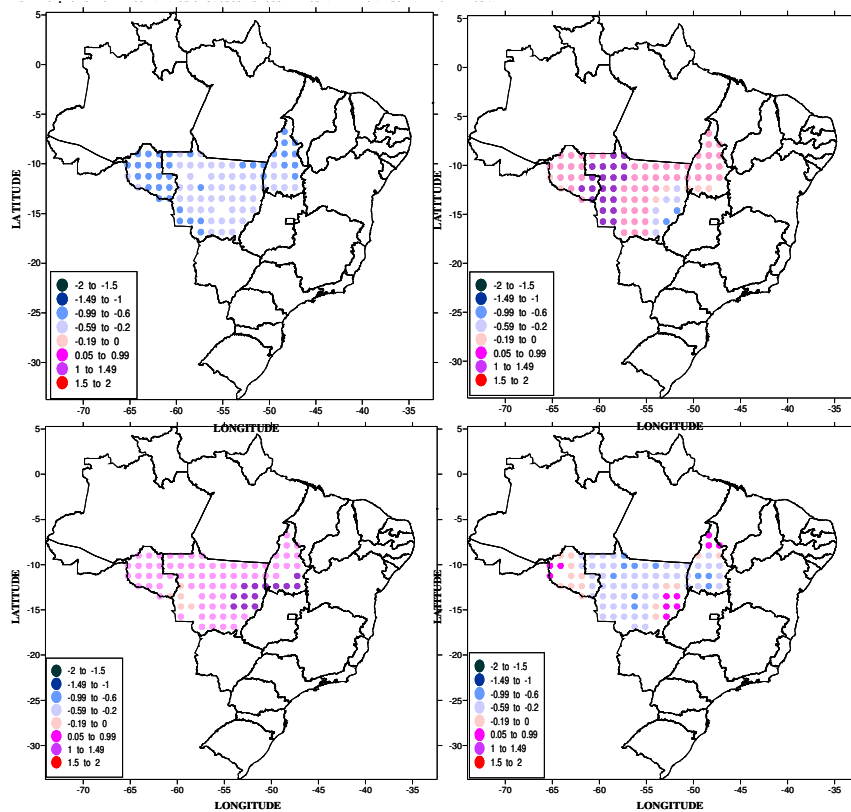 5
0
-5
-10
-15
-20
-25
-30
LATITUDE
-2 to -1.5
-1.49 to -1
-0.99 to -0.6
-0.59 to -0.2
-0.19 to 0
0.05 to 0.99
1 to 1.49
1.5 to 2
-70 -65 -60 -55 -50 -45 -40 -35
LONGITUDE
5
0
-5
-10
-15
-20
-25
-30
LATITUDE
-2 to -1.5
-1.49 to -1
-0.99 to -0.6
-0.59 to -0.2
-0.19 to 0
0.05 to 0.99
1 to 1.49
1.5 to 2
-70 -65 -60 -55 -50 -45 -40 -35
LONGITUDE
5
0
-5
-10
-15
-20
-25
-30
LATITUDE
-2 to -1.5
-1.49 to -1
-0.99 to -0.6
-0.59 to -0.2
-0.19 to 0
0.05 to 0.99
1 to 1.49
1.5 to 2
-70 -65 -60 -55 -50 -45 -40 -35
LONGITUDE
5
0
-5
-10
-15
-20
-25
-30
LATITUDE
-2 to -1.5
-1.49 to -1
-0.99 to -0.6
-0.59 to -0.2
-0.19 to 0
0.05 to 0.99
1 to 1.49
1.5 to 2
-70 -65 -60 -55 -50 -45 -40 -35
LONGITUDE